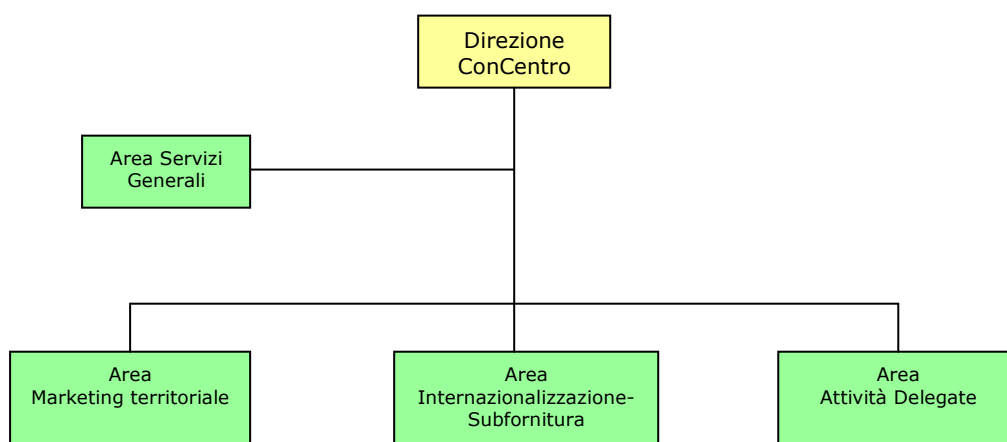 Direzione
ConCentro
Area Servizi
Generali
Area
Marketing territoriale
Area
Internazionalizzazione-
Subfornitura
Area
Attività Delegate